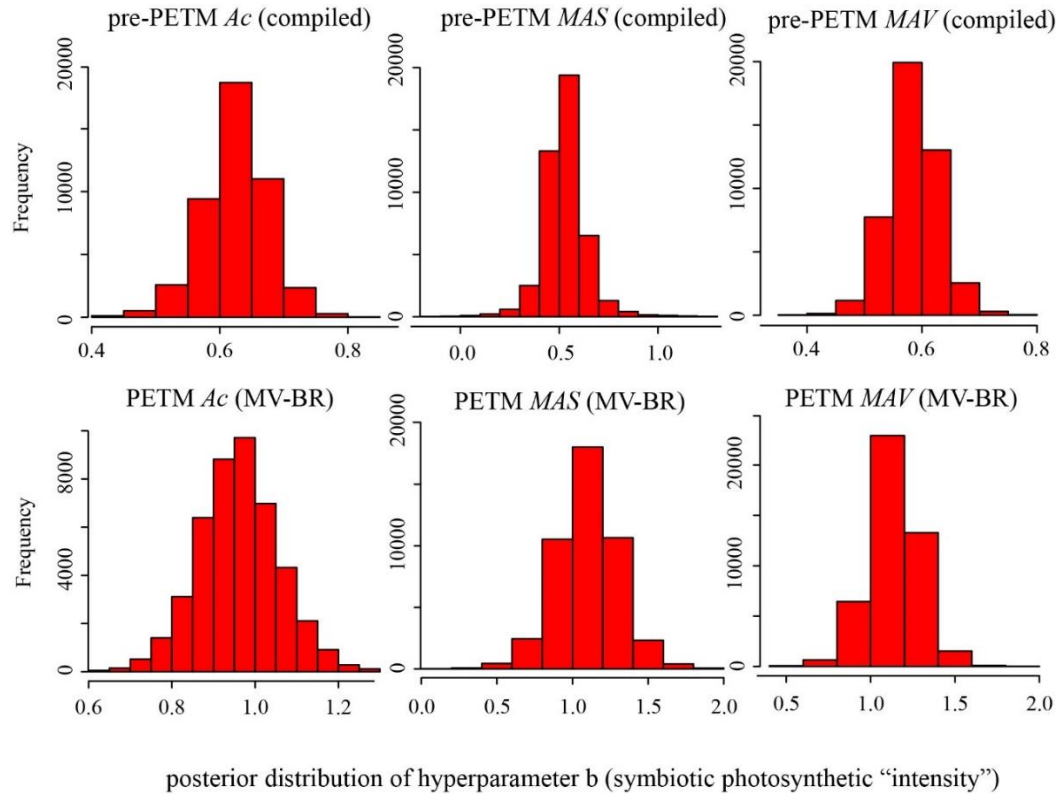 pre-PETM Ac (compiled)
pre-PETM MAS (compiled)
pre-PETM MAV (compiled)
Frequency
0 10000 20000
0.4 0.6 0.8
0 10000 20000
0.0 0.5 1.0
0 10000 20000
0.4 0.6 0.8
PETM Ac (MV-BR)
PETM MAS (MV-BR)
PETM MAV (MV-BR)
Frequency
0 4000 8000
0.6 0.8 1.0 1.2
0 10000 20000
0.0 0.5 1.0 1.5 2.0
0 10000 20000
0.5 1.0 1.5 2.0
posterior distribution of hyperparameter b (symbiotic photosynthetic “intensity”)